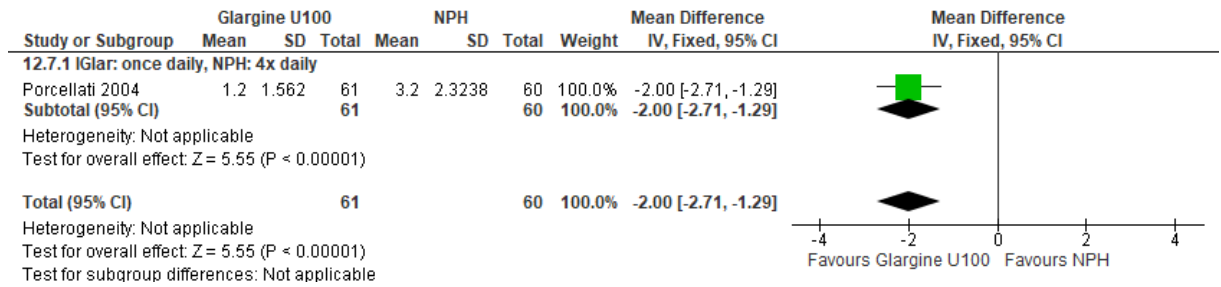 Glargine U100 NPH Mean Difference Mean Difference
Study or Subgroup Mean SD Total Mean SD Total Weight IV, Fixed, 95% CI IV, Fixed, 95% CI
12.7.1 IGlar: once daily, NPH: 4x daily
Porcellati 2004 1.2 1.562 61 3.2 2.3238 60 100.0% -2.00 [-2.71, -1.29]
Subtotal (95% CI) 61 60 100.0% -2.00 [-2.71, -1.29]
Heterogeneity: Not applicable
Test for overall effect: Z = 5.55 (P < 0.00001)
Total (95% CI) 61 60 100.0% -2.00 [-2.71, -1.29]
Heterogeneity: Not applicable
Test for overall effect: Z = 5.55 (P < 0.00001)
Test for subgroup differences: Not applicable
-4 -2 0 2 4
Favours Glargine U100 Favours NPH